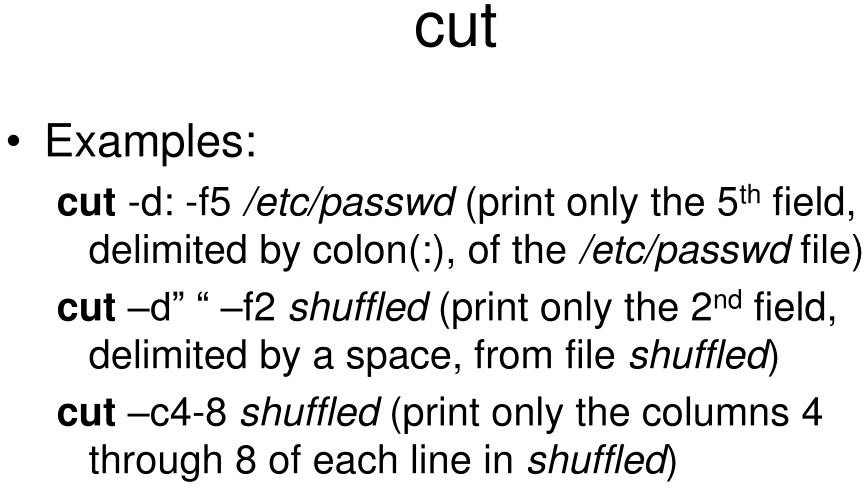 cut
• Examples:
cut -d: -f5 /etc/passwd (print only the 5th field,
delimited by colon(:), of the /etc/passwd file)
cut –d” “ –f2 shuffled (print only the 2nd field,
delimited by a space, from file shuffled)
cut –c4-8 shuffled (print only the columns 4
through 8 of each line in shuffled)